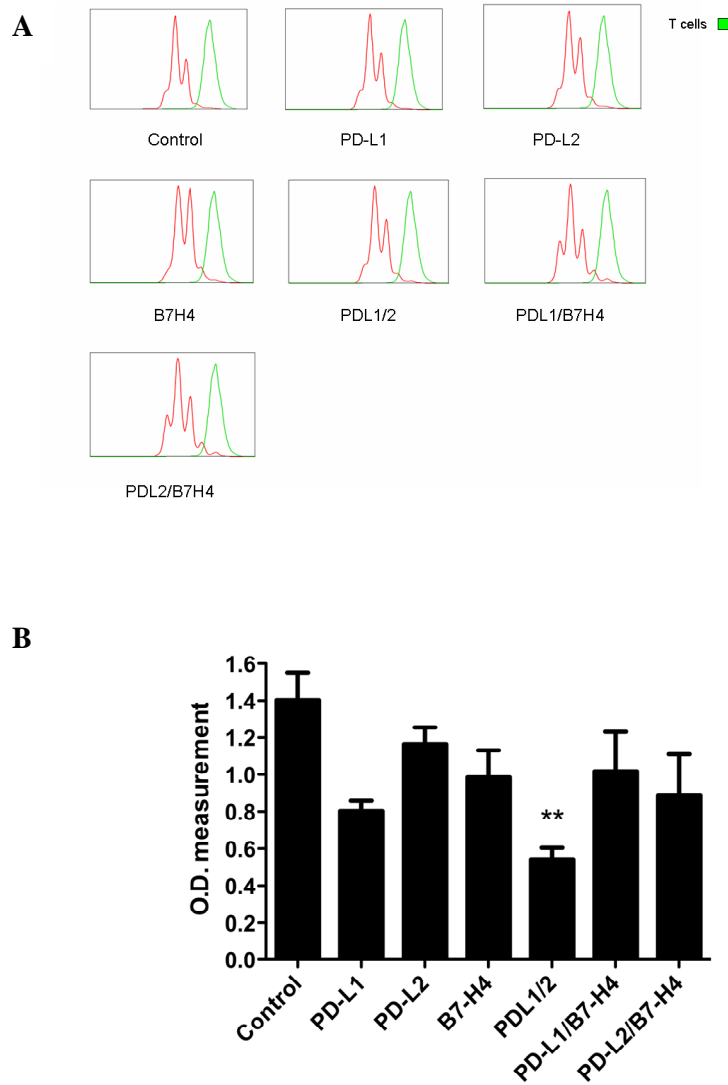 A
T cells
Control
PD-L1
PD-L2
B7H4
PDL1/2
PDL1/B7H4
PDL2/B7H4
B
O.D. measurement
1.6
1.4
1.2
1.0
0.8
0.6
0.4
0.2
0.0
**
Control
PD-L1
PD-L2
B7-H4
PDL1/2
PD-L1/B7-H4
PD-L2/B7-H4